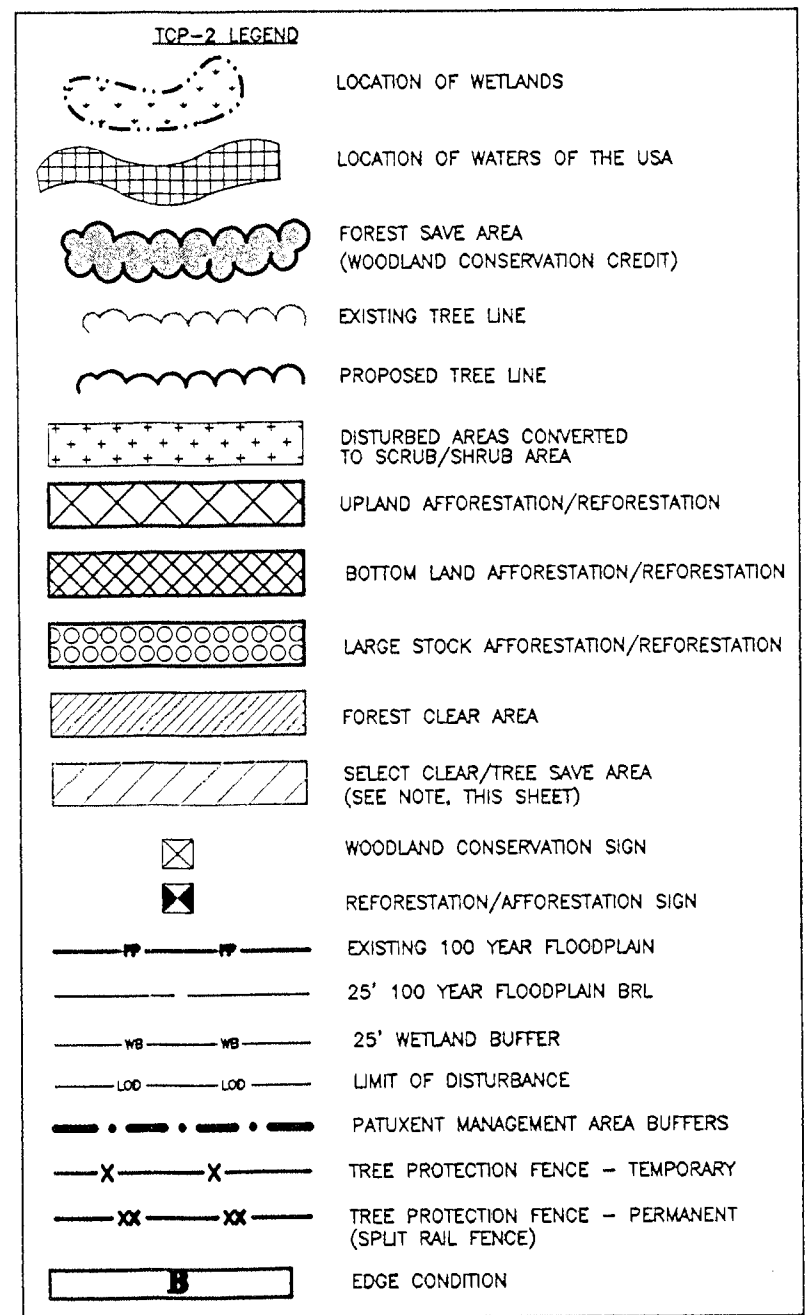 TCP-2 LEGEND
LOCATION OF WETLANDS
LOCATION OF WATERS OF THE USA
FOREST SAVE AREA
(WOODLAND CONSERVATION CREDIT)
EXISTING TREE LINE
PROPOSED TREE LINE
DISTURBED AREAS CONVERTED
TO SCRUB/SHRUB AREA
UPLAND AFFORESTATION/REFORESTATION
BOTTOM LAND AFFORESTATION/REFORESTATION
LARGE STOCK AFFORESTATION/REFORESTATION
FOREST CLEAR AREA
SELECT CLEAR/TREE SAVE AREA
(SEE NOTE, THIS SHEET)
WOODLAND CONSERVATION SIGN
REFORESTATION/AFFORESTATION SIGN
EXISTING 100 YEAR FLOODPLAIN
25' 100 YEAR FLOODPLAIN BRL
WB WB 25' WETLAND BUFFER
LOD LOD LIMIT OF DISTURBANCE
PATUXENT MANAGEMENT AREA BUFFERS
X X TREE PROTECTION FENCE - TEMPORARY
XX XX TREE PROTECTION FENCE - PERMANENT
(SPLIT RAIL FENCE)
B EDGE CONDITION